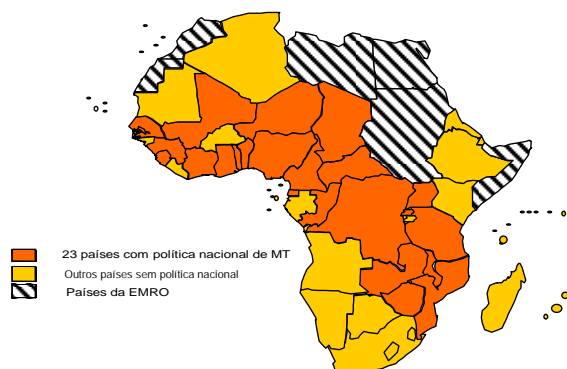 23 países com política nacional de MT
Outros países sem política nacional
Países da EMRO